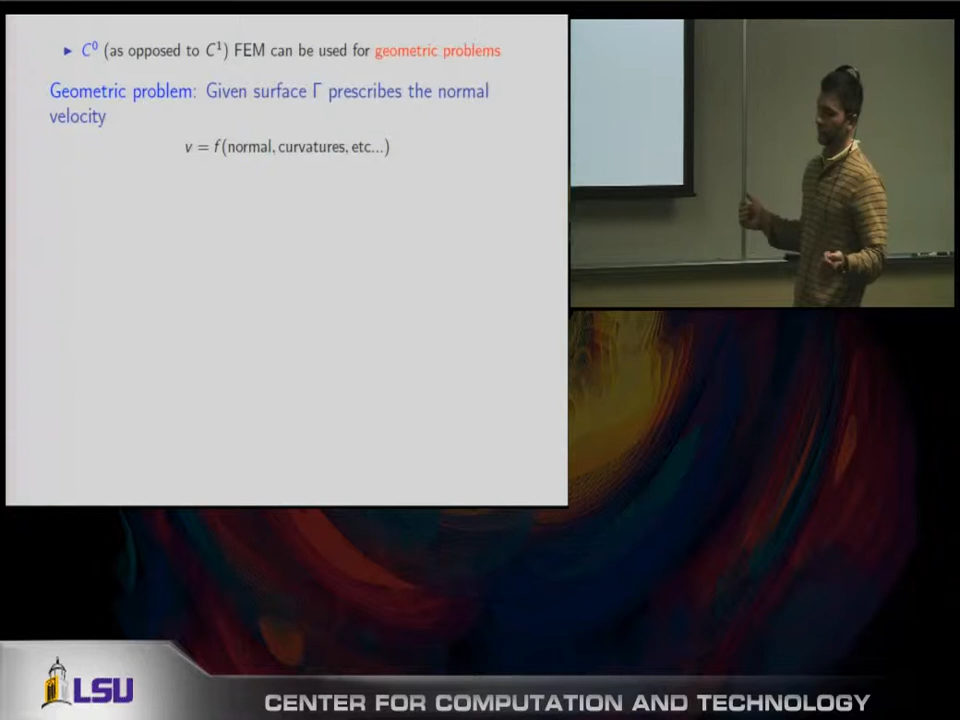 ► C⁰ (as opposed to C¹) FEM can be used for geometric problems
Geometric problem: Given surface Γ prescribes the normal
velocity
v = f(normal, curvatures, etc...)
LSU
CENTER FOR COMPUTATION AND TECHNOLOGY